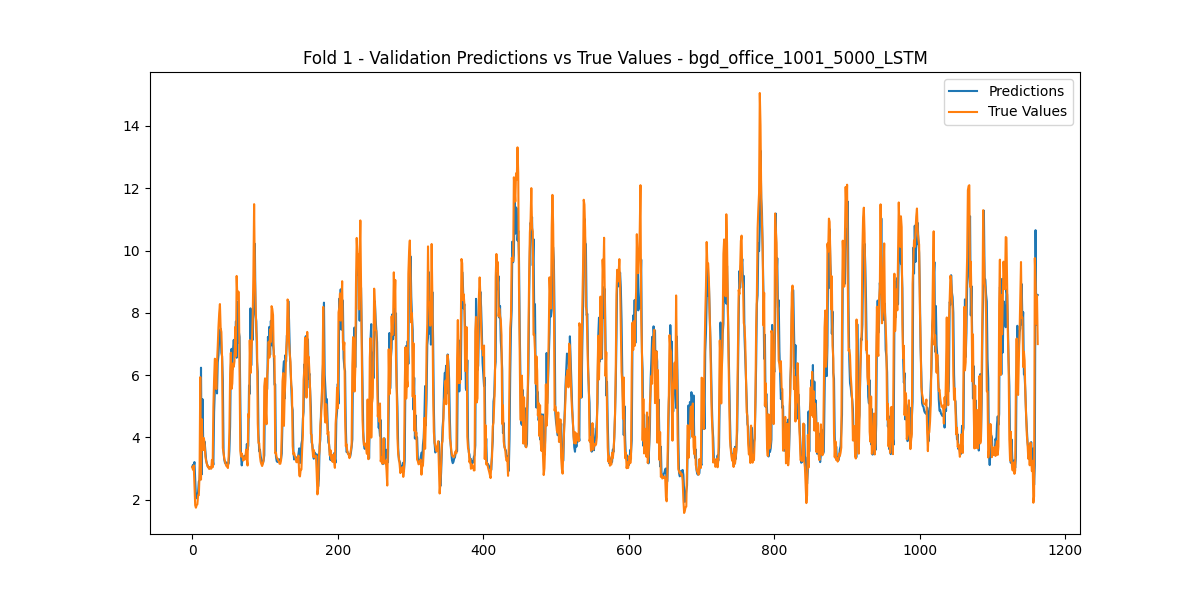 Fold 1 - Validation Predictions vs True Values - bgd_office_1001_5000_LSTM
Predictions
True Values
14
12
10
8
6
4
2
0 200 400 600 800 1000 1200